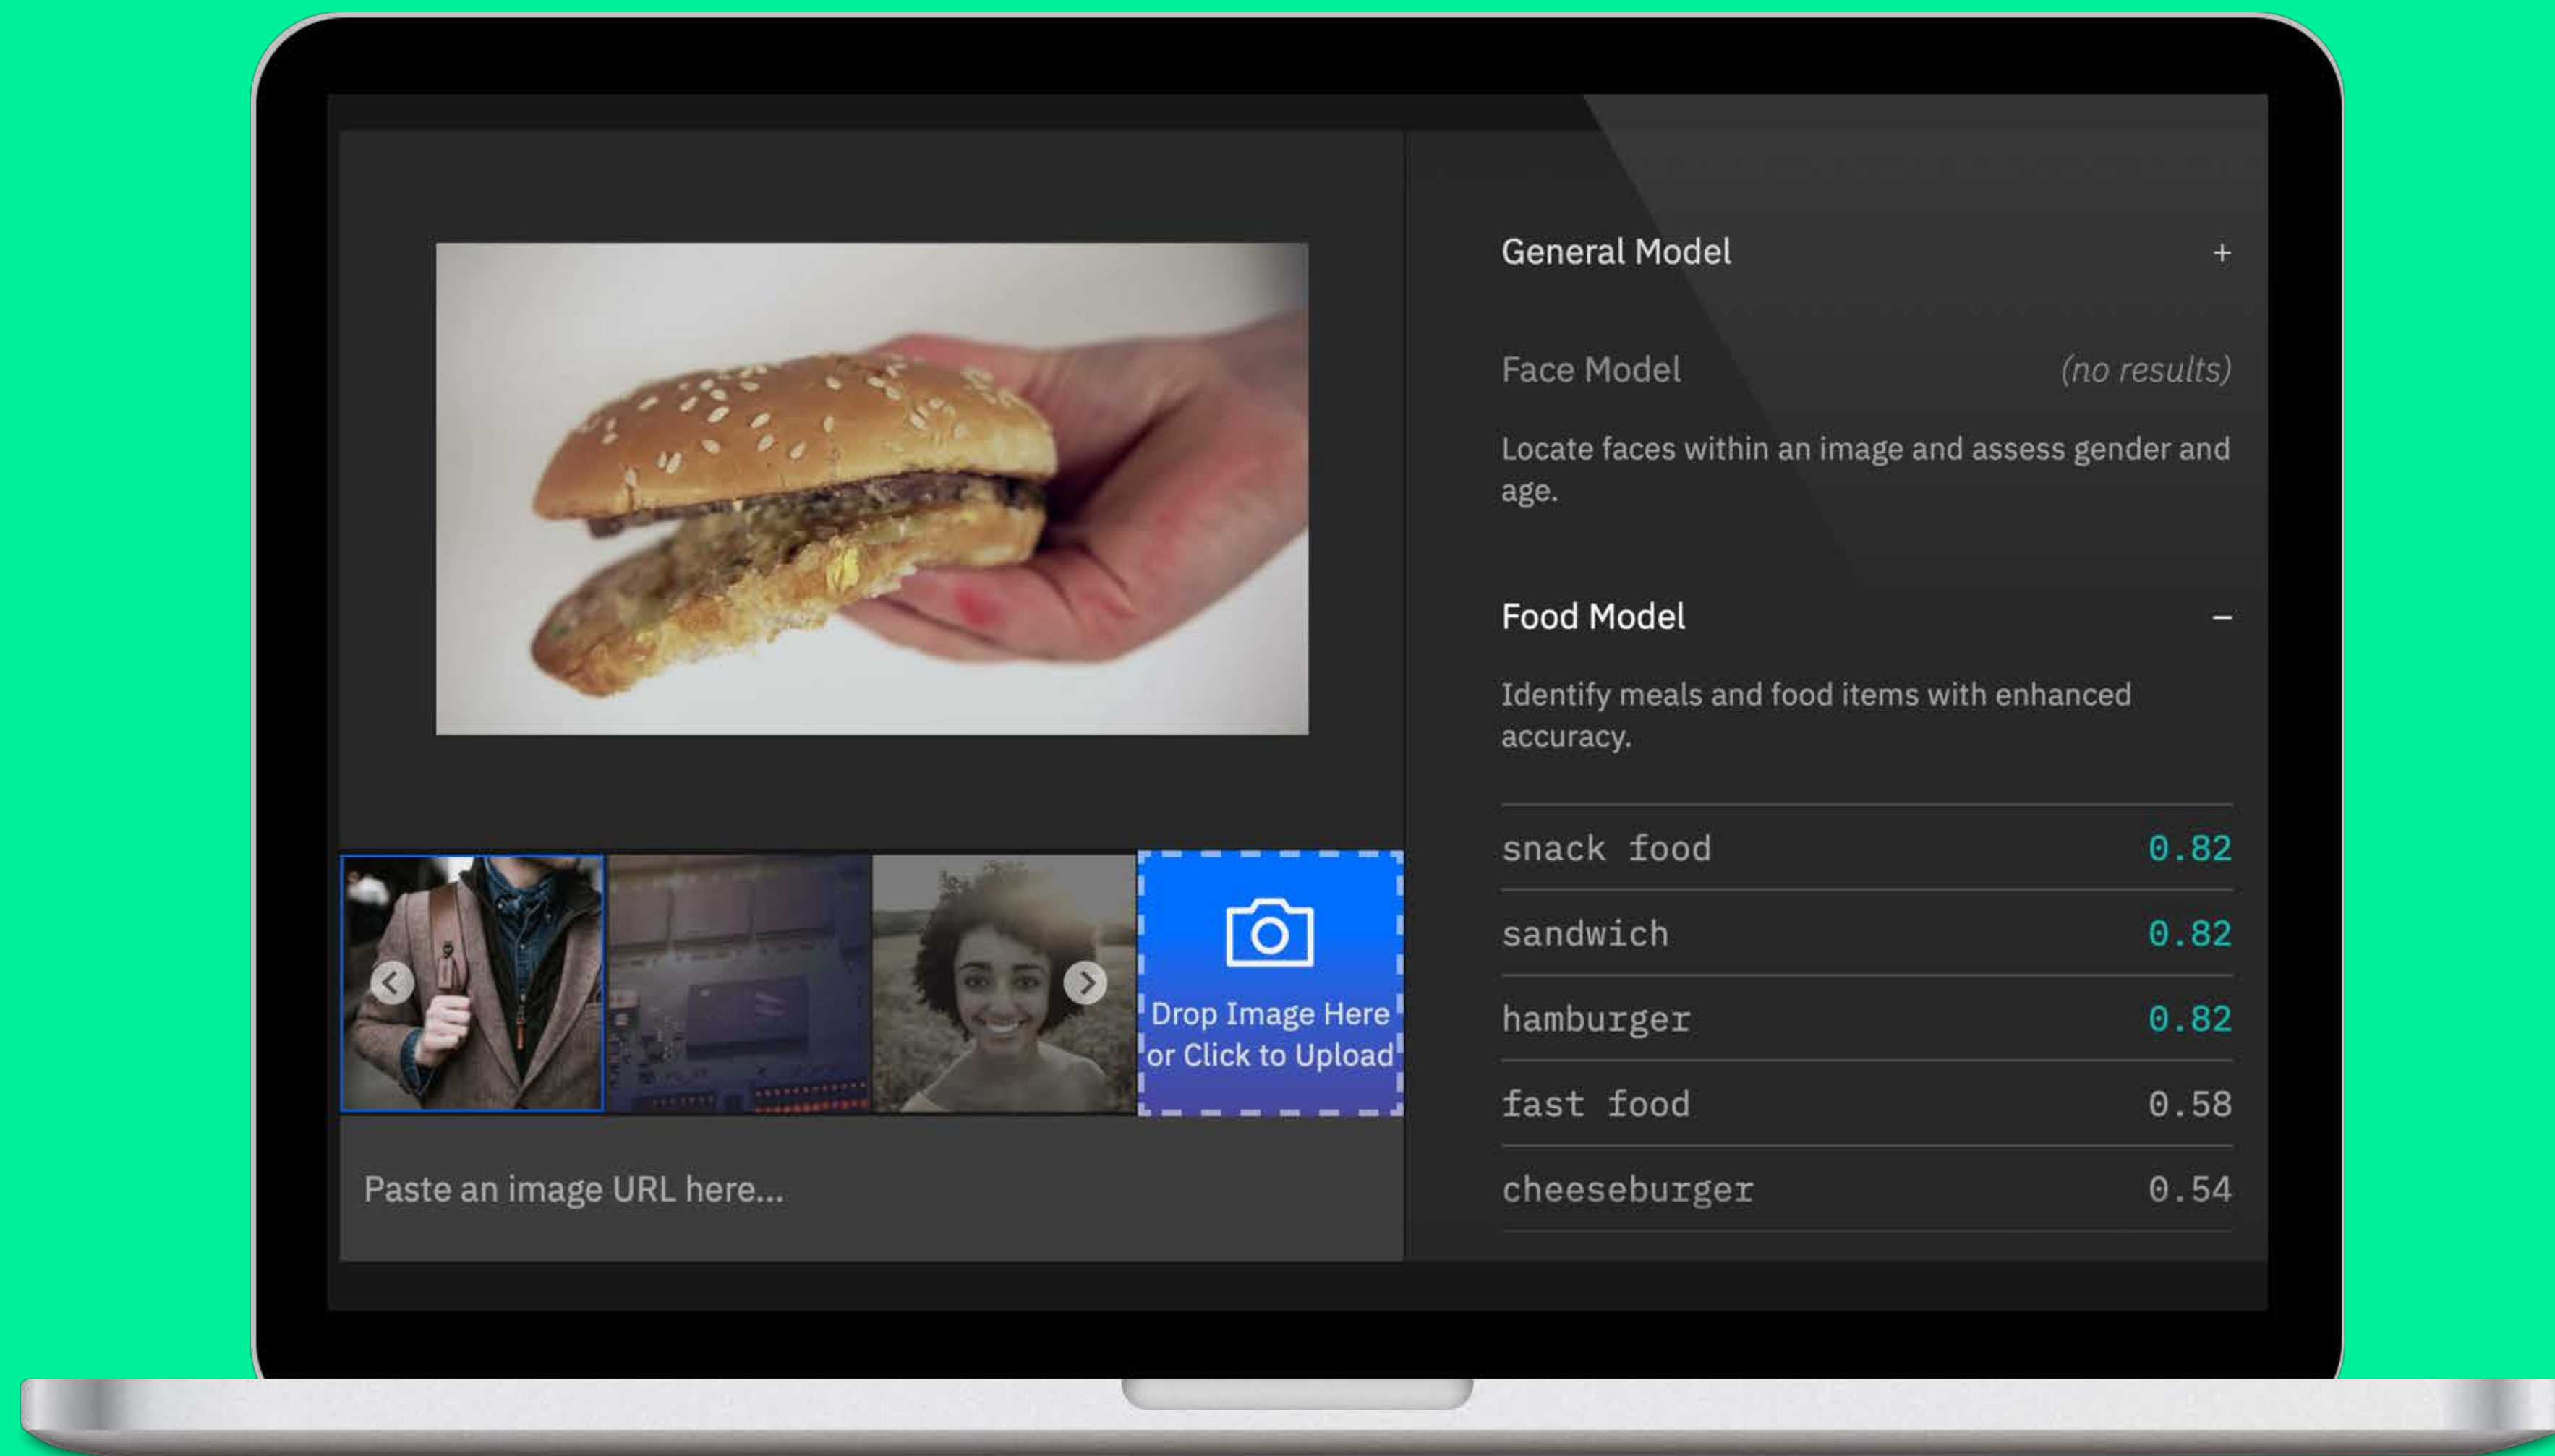 General Model +
Face Model (no results)
Locate faces within an image and assess gender and
age.
Food Model –
Identify meals and food items with enhanced
accuracy.
snack food 0.82
sandwich 0.82
hamburger 0.82
fast food 0.58
cheeseburger 0.54
Drop Image Here
or Click to Upload
Paste an image URL here...